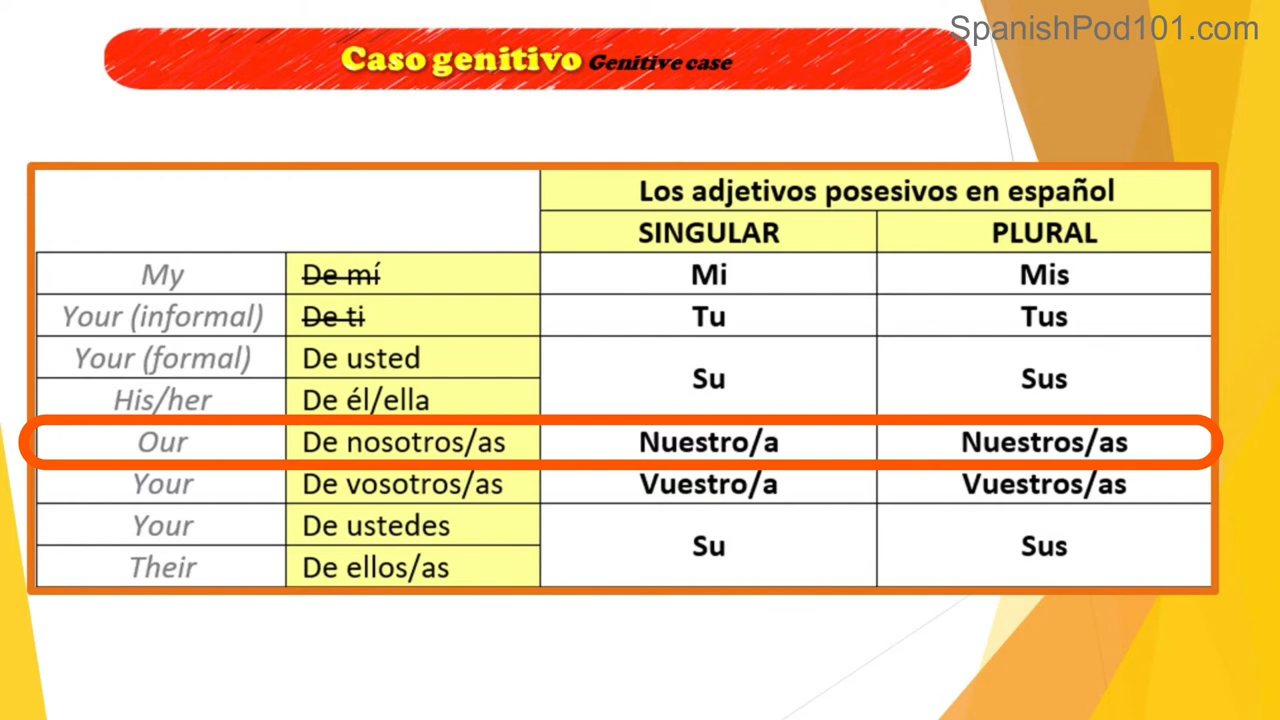 SpanishPod101.com
Caso genitivo Genitive case
Los adjetivos posesivos en español
SINGULAR PLURAL
My De mí Mi Mis
Your (informal) De ti Tu Tus
Your (formal) De usted
Su Sus
His/her De él/ella
Our De nosotros/as Nuestro/a Nuestros/as
Your De vosotros/as Vuestro/a Vuestros/as
Your De ustedes
Su Sus
Their De ellos/as